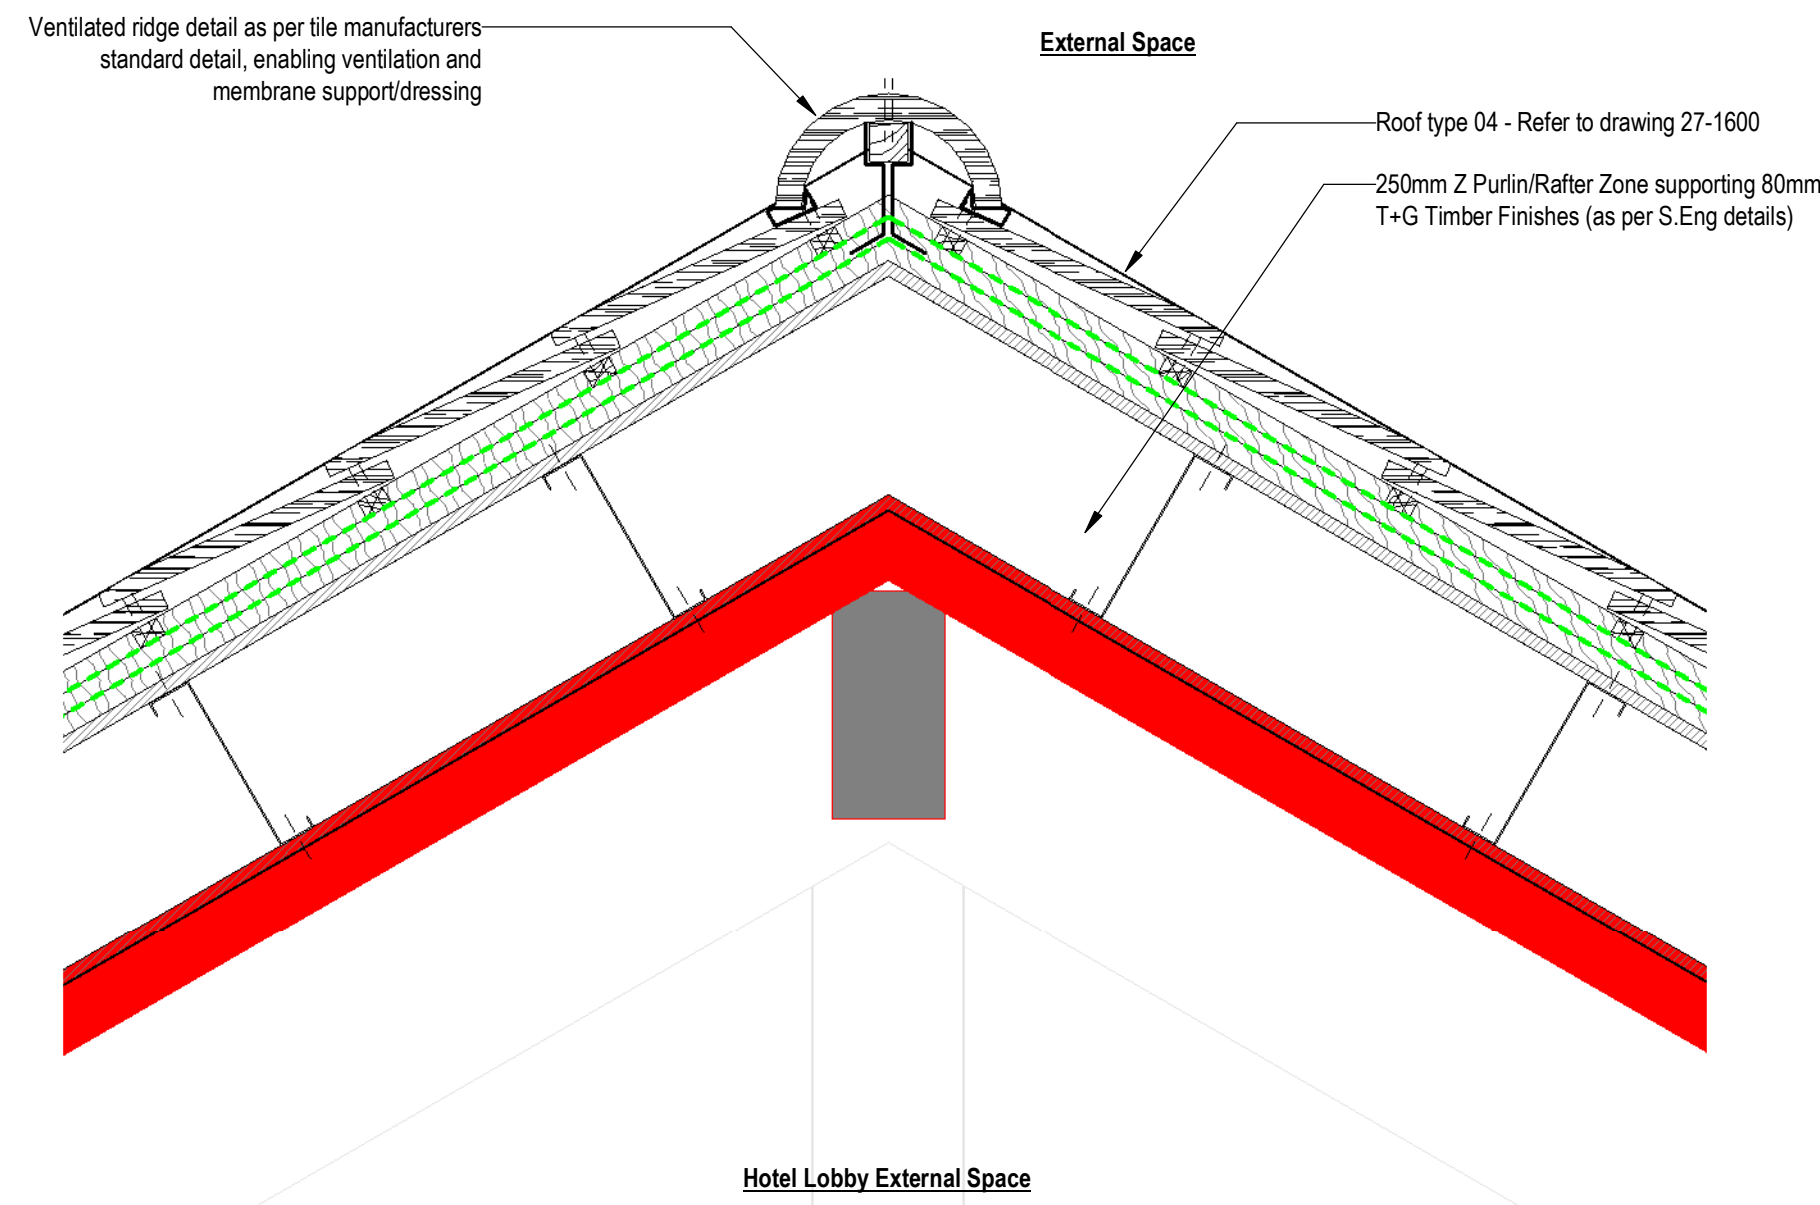 Ventilated ridge detail as per tile manufacturers
standard detail, enabling ventilation and
membrane support/dressing
External Space
Roof type 04 - Refer to drawing 27-1600
250mm Z Purlin/Rafter Zone supporting 80mm
T+G Timber Finishes (as per S.Eng details)
Hotel Lobby External Space